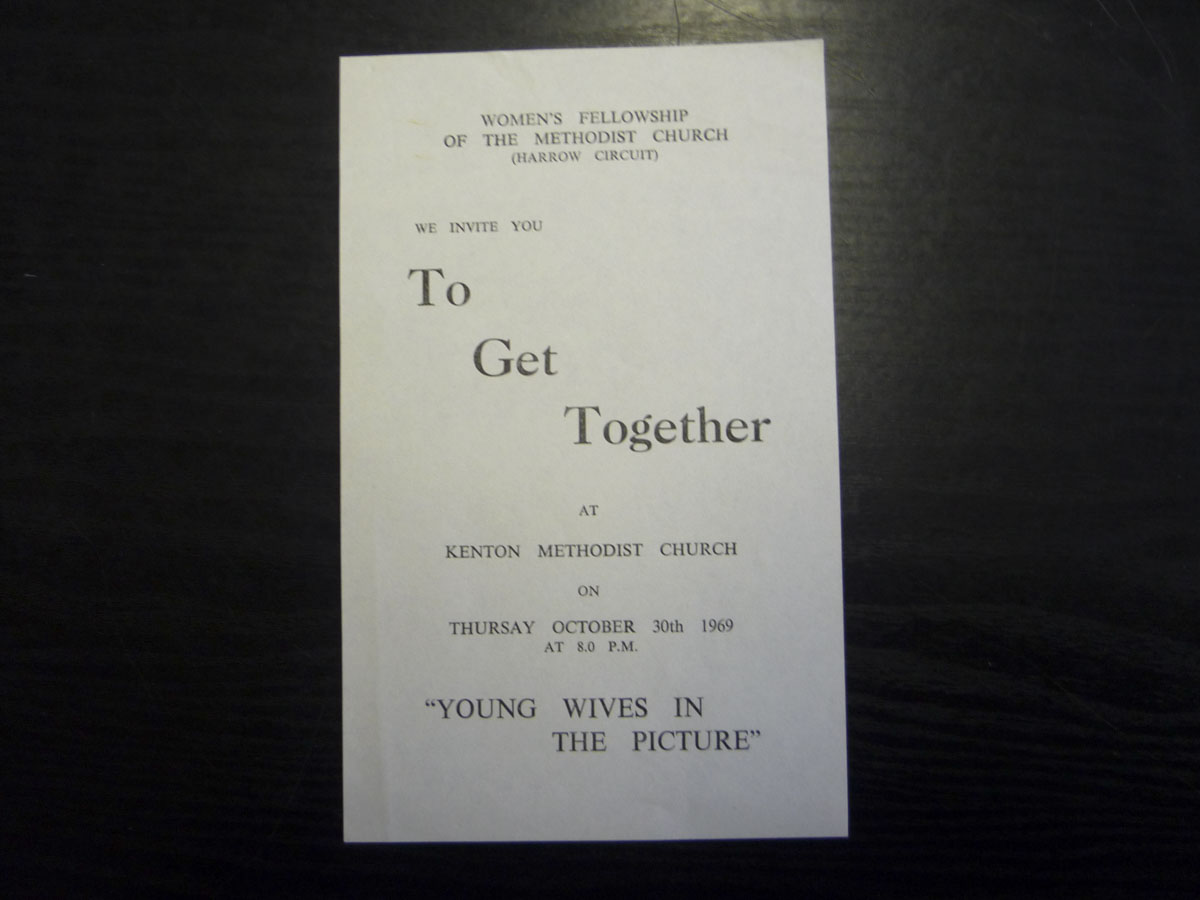 WOMEN'S FELLOWSHIP
OF THE METHODIST CHURCH
(HARROW CIRCUIT)
WE INVITE YOU
To
Get
Together
AT
KENTON METHODIST CHURCH
ON
THURSAY OCTOBER 30th 1969
AT 8.0 P.M.
“YOUNG WIVES IN
THE PICTURE”